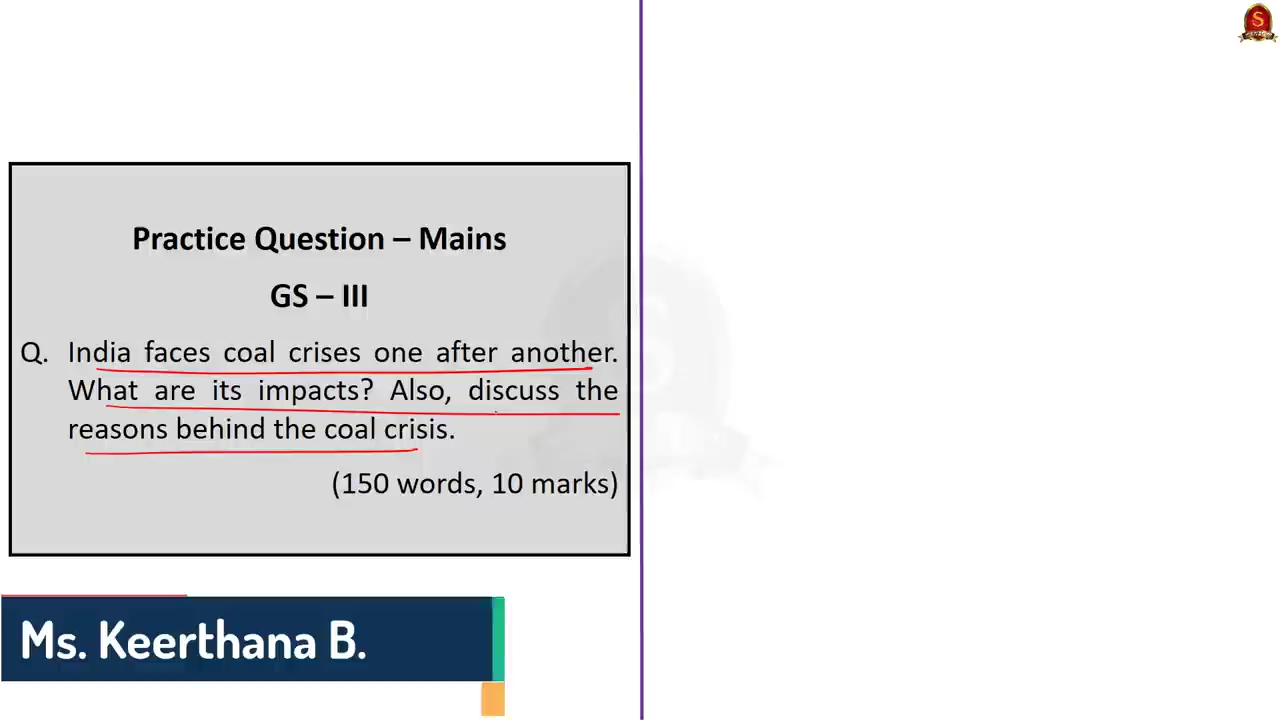 Practice Question – Mains
GS – III
Q. India faces coal crises one after another.
What are its impacts? Also, discuss the
reasons behind the coal crisis.
(150 words, 10 marks)
Ms. Keerthana B.
S